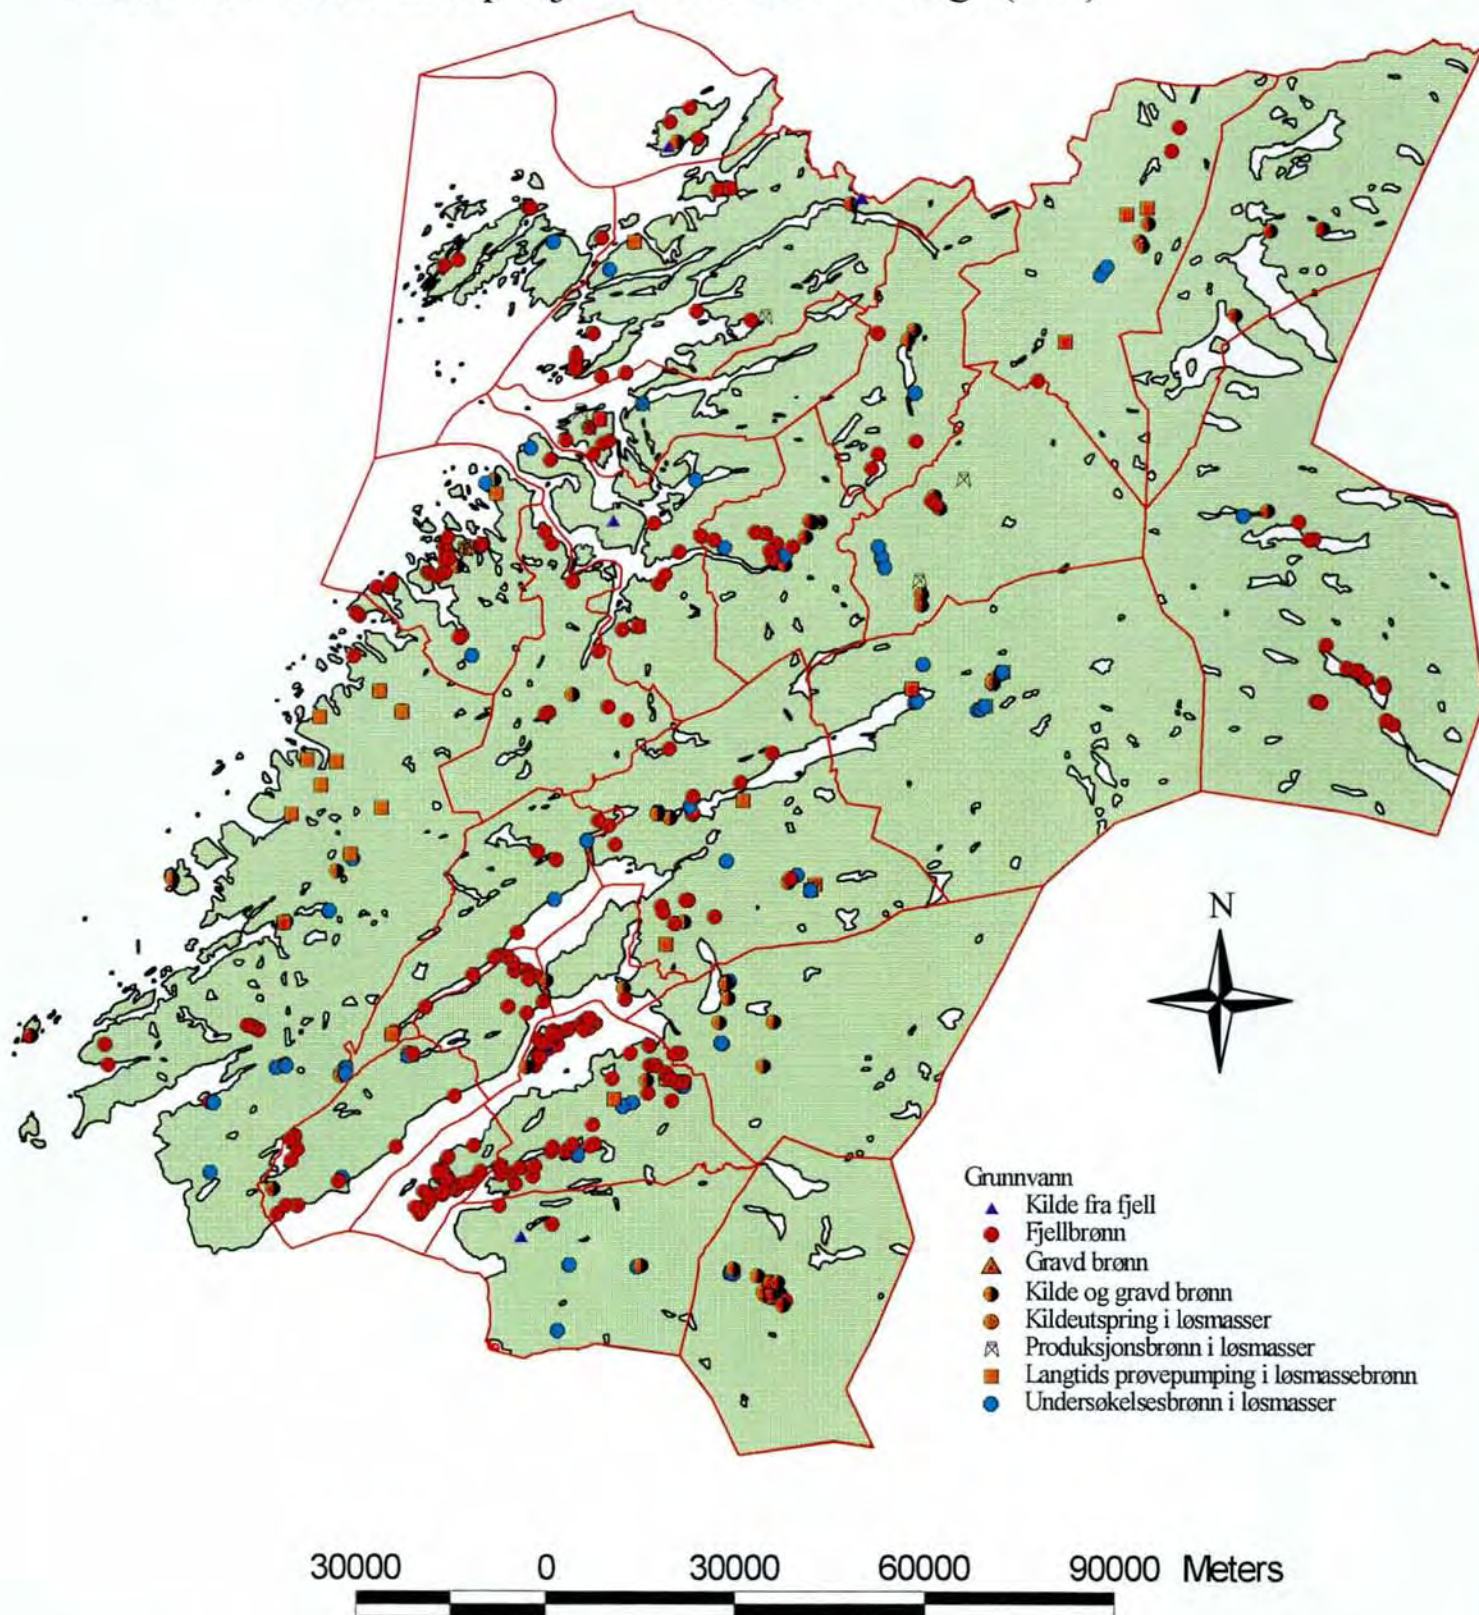 N
Grunnvann
Kilde fra fjell
Fjellbrønn
Gravd brønn
Kilde og gravd brønn
Kildeutspring i løsmasser
Produksjonsbrønn i løsmasser
Langtids prøvepumping i løsmassebrønn
Undersøkelsesbrønn i løsmasser
30000 0 30000 60000 90000 Meters